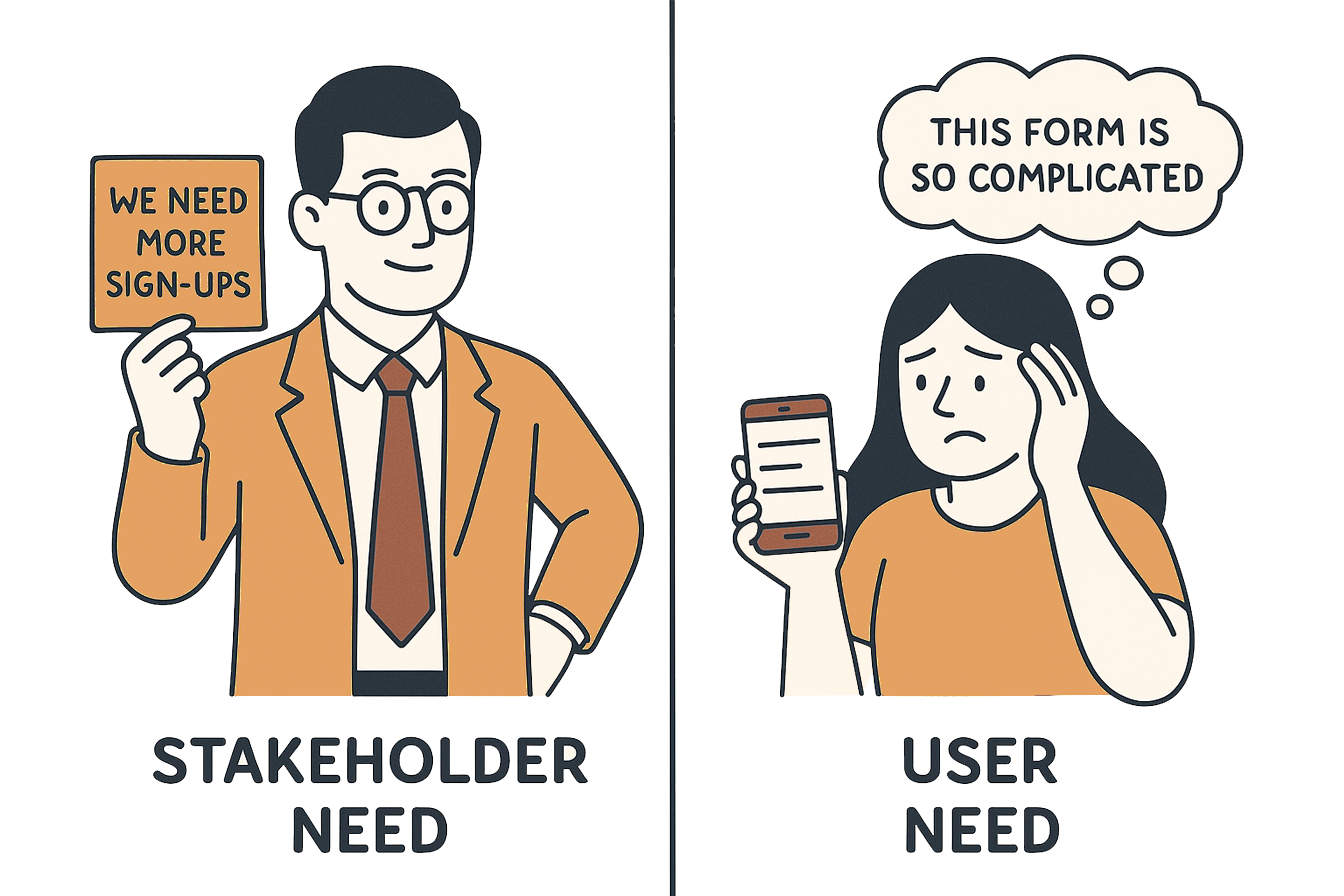 WE NEED
MORE
SIGN-UPS
STAKEHOLDER
NEED
THIS FORM IS
SO COMPLICATED
USER
NEED